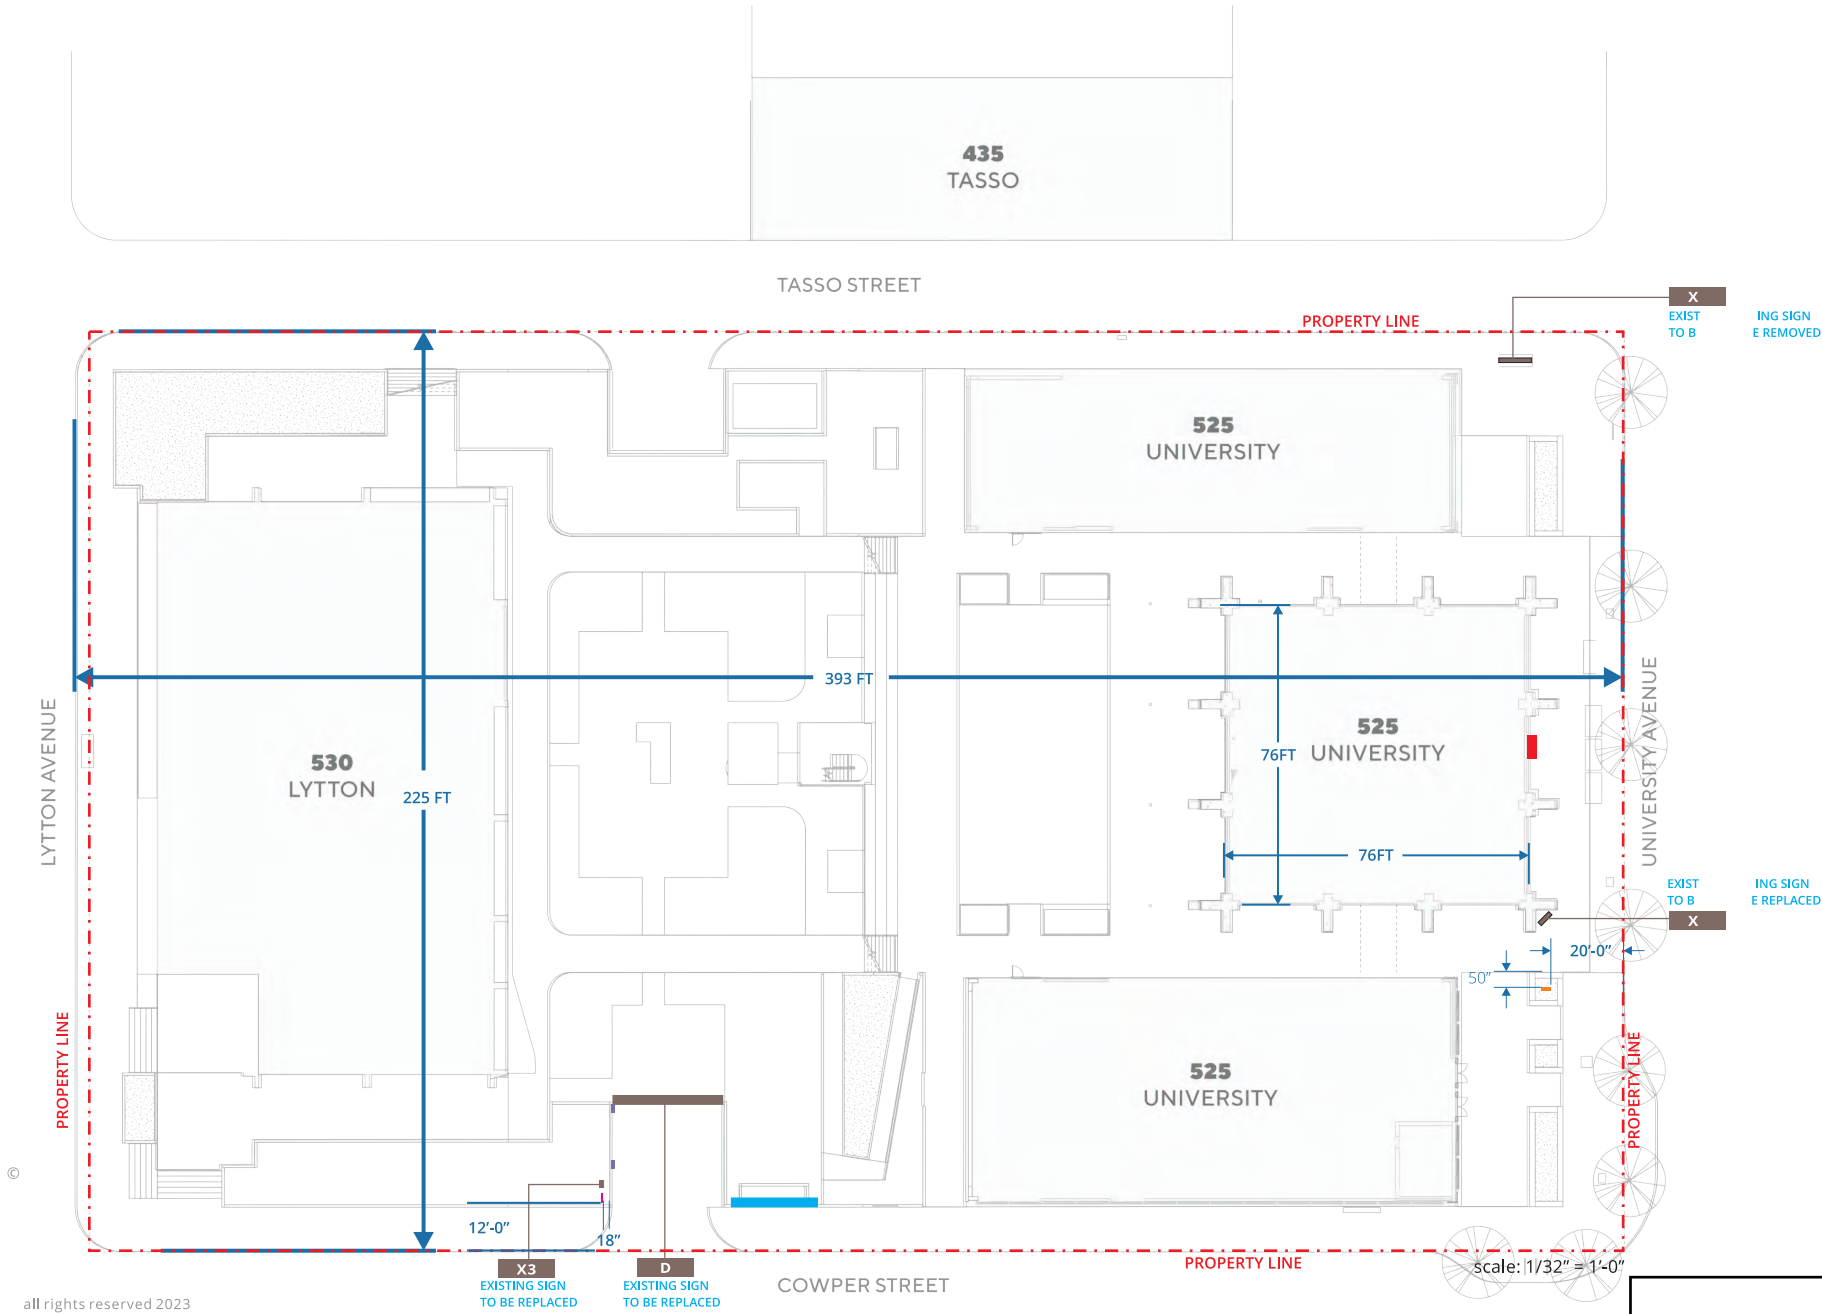 435
TASSO
TASSO STREET
X
EXIST ING SIGN
TO B E REMOVED
PROPERTY LINE
525
UNIVERSITY
393 FT
LYTTON AVENUE
530
LYTTON
225 FT
76FT
525
UNIVERSITY
UNIVERSITY AVENUE
76FT
EXIST ING SIGN
TO B E REPLACED
X
20'-0"
50"
PROPERTY LINE
PROPERTY LINE
525
UNIVERSITY
©
12'-0"
18"
X3
EXISTING SIGN
TO BE REPLACED
D
EXISTING SIGN
TO BE REPLACED
COWPER STREET
PROPERTY LINE
scale: 1/32" = 1'-0"
all rights reserved 2023